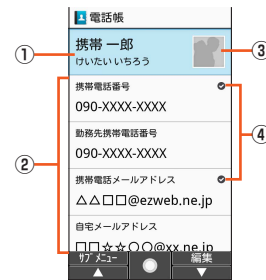 電話帳
① 携帯 一郎 ③
けいたい いちろう
② 携帯電話番号
090-XXXX-XXXX
勤務先携帯電話番号 ④
090-XXXX-XXXX
携帯電話メールアドレス
△△□□@ezweb.ne.jp
自宅メールアドレス
□□☆☆○○@xx.ne.jp
サブメニュー 編集